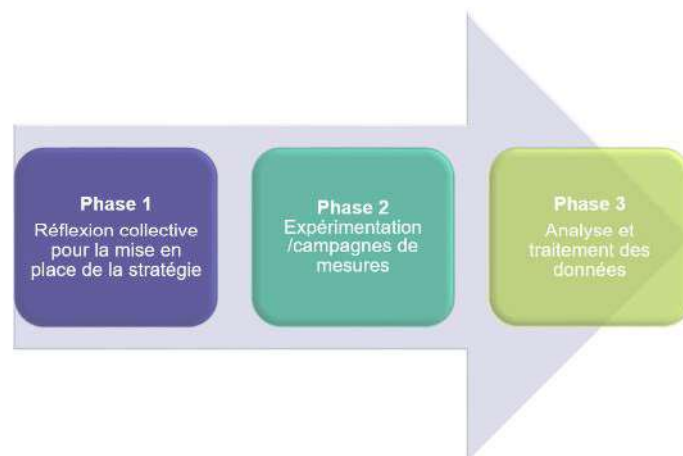 Phase 1
Réflexion collective
pour la mise en
place de la stratégie
Phase 2
Expérimentation
/campagnes de
mesures
Phase 3
Analyse et
traitement des
données